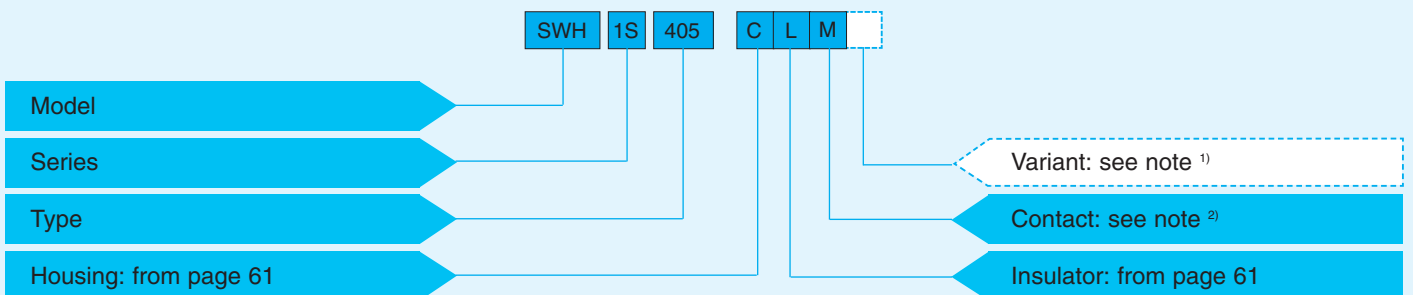 SWH 1S 405 C L M
Model
Series
Variant: see note 1)
Type
Contact: see note 2)
Housing: from page 61
Insulator: from page 61